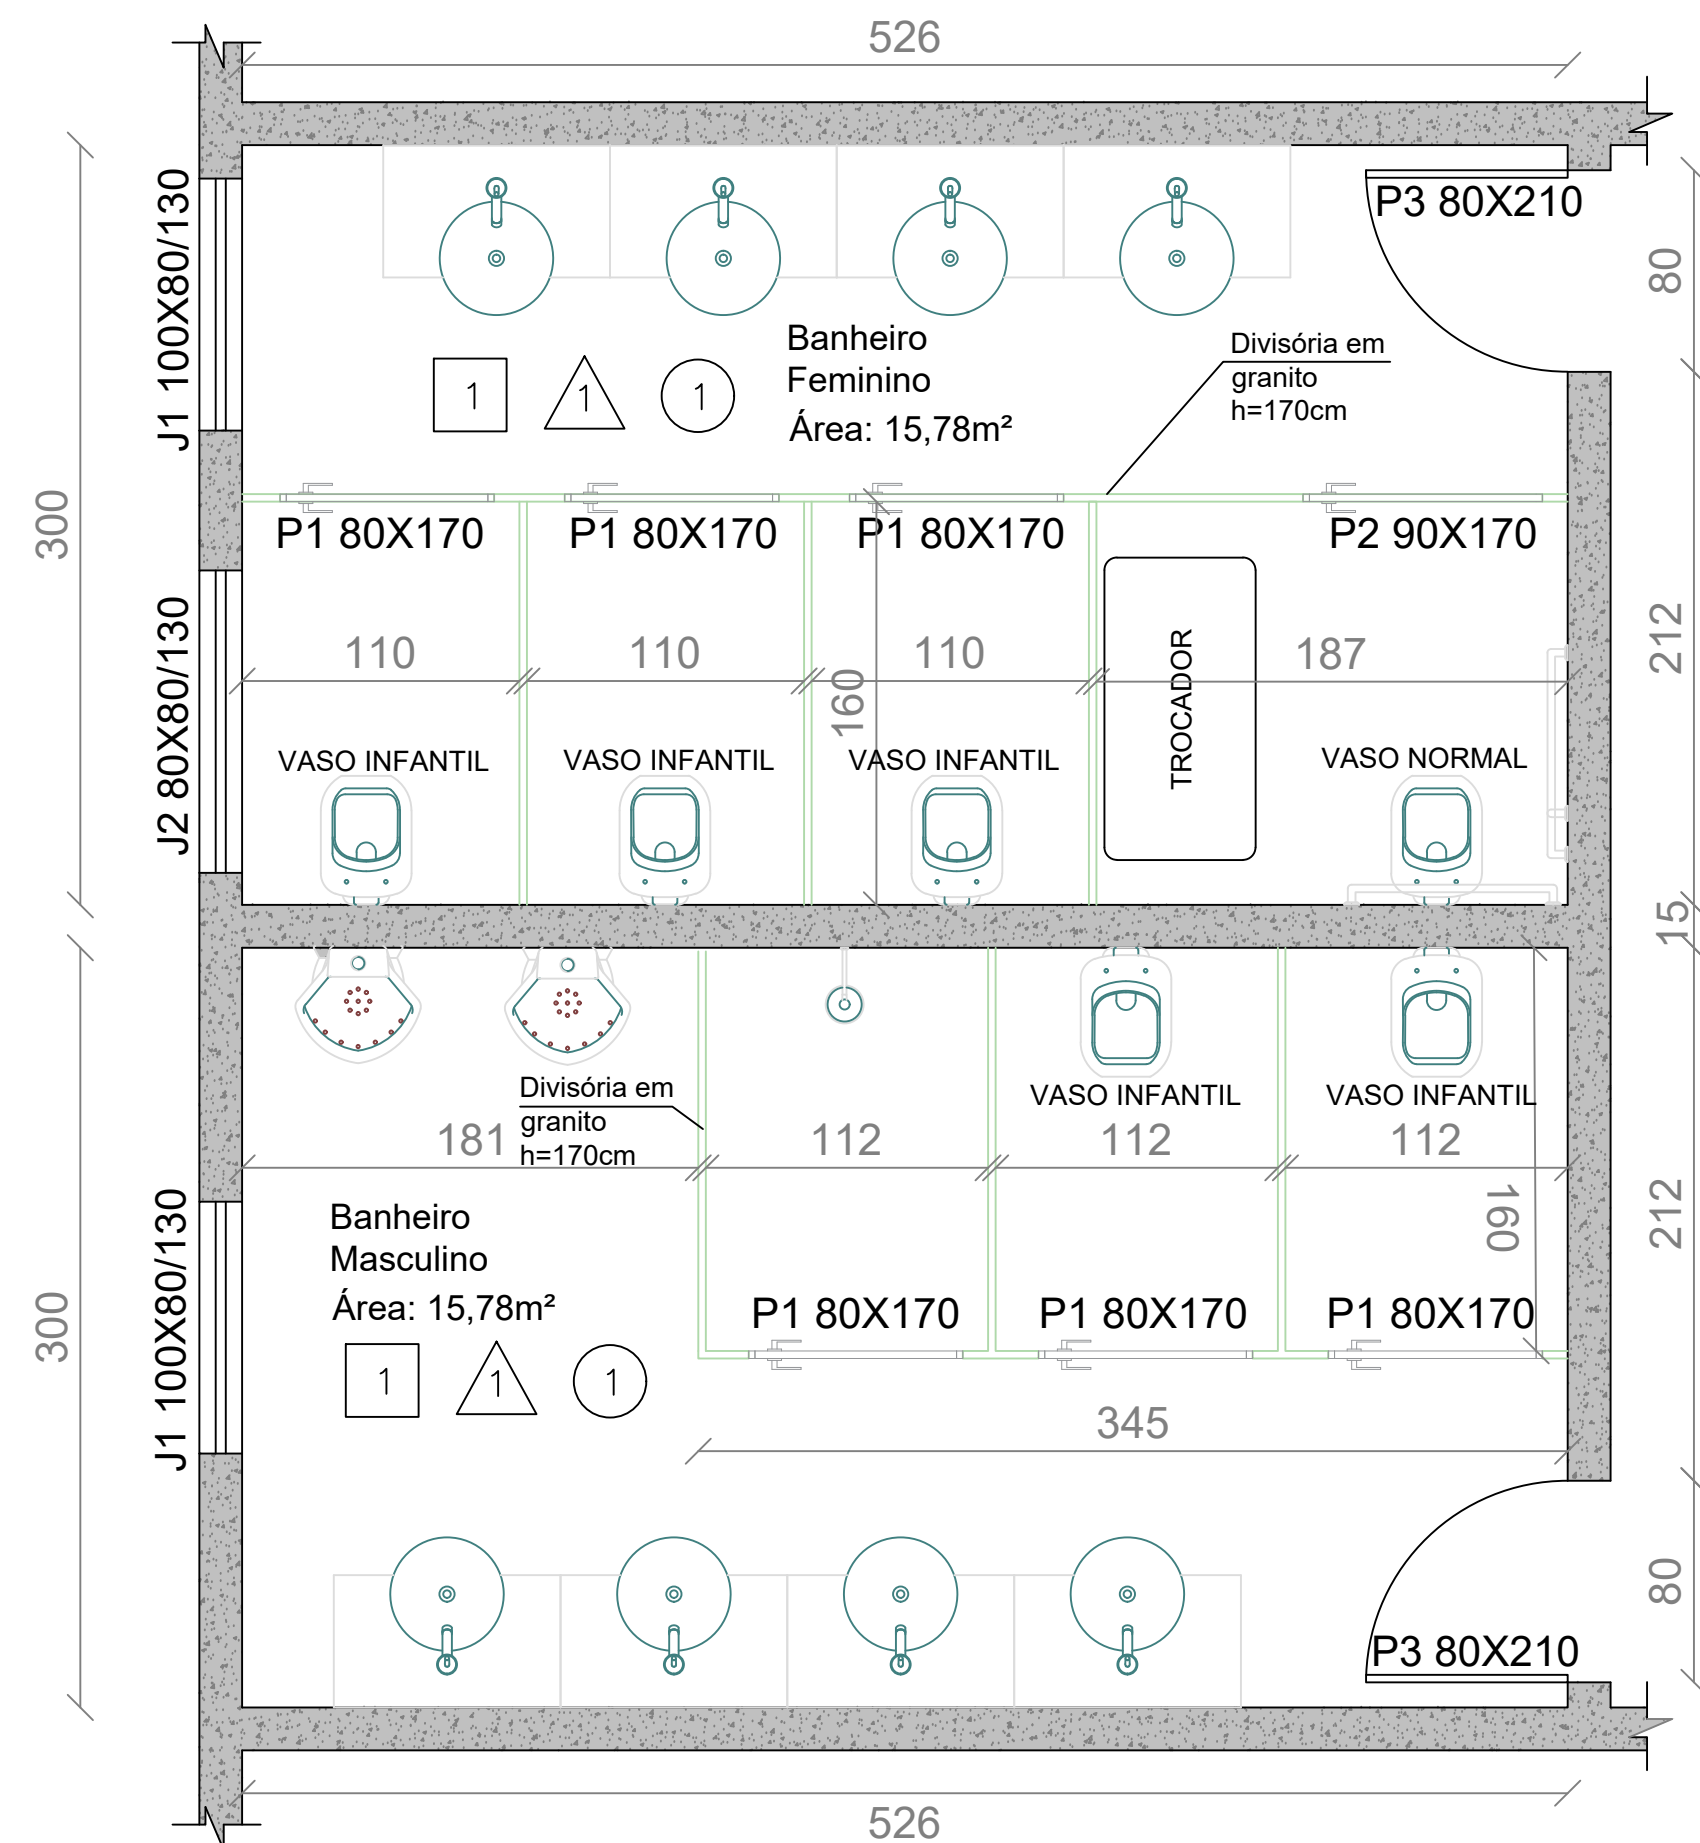 526
P3 80X210
J1 100X80/130
80
Banheiro
Feminino
Área: 15,78m²
Divisória em
granito
h=170cm
1
1
1
300
P1 80X170
P1 80X170
P1 80X170
P2 90X170
J2 80X80/130
110
110
110
187
212
160
TROCADOR
VASO INFANTIL
VASO INFANTIL
VASO INFANTIL
VASO NORMAL
15
Divisória em
granito
h=170cm
VASO INFANTIL
VASO INFANTIL
181
112
112
112
212
160
Banheiro
Masculino
Área: 15,78m²
J1 100X80/130
300
P1 80X170
P1 80X170
P1 80X170
1
1
1
345
80
P3 80X210
526